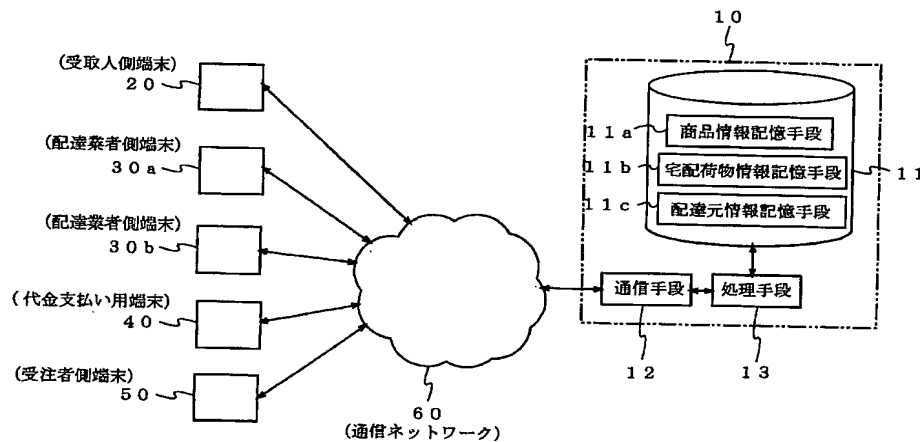 (受取人側端末)
20
(配達業者側端末)
30a
(配達業者側端末)
30b
(代金支払い用端末)
40
(受注者側端末)
50
60
(通信ネットワーク)
10
11a
商品情報記憶手段
11b
宅配荷物情報記憶手段
11
11c
配達元情報記憶手段
通信手段
処理手段
12
13